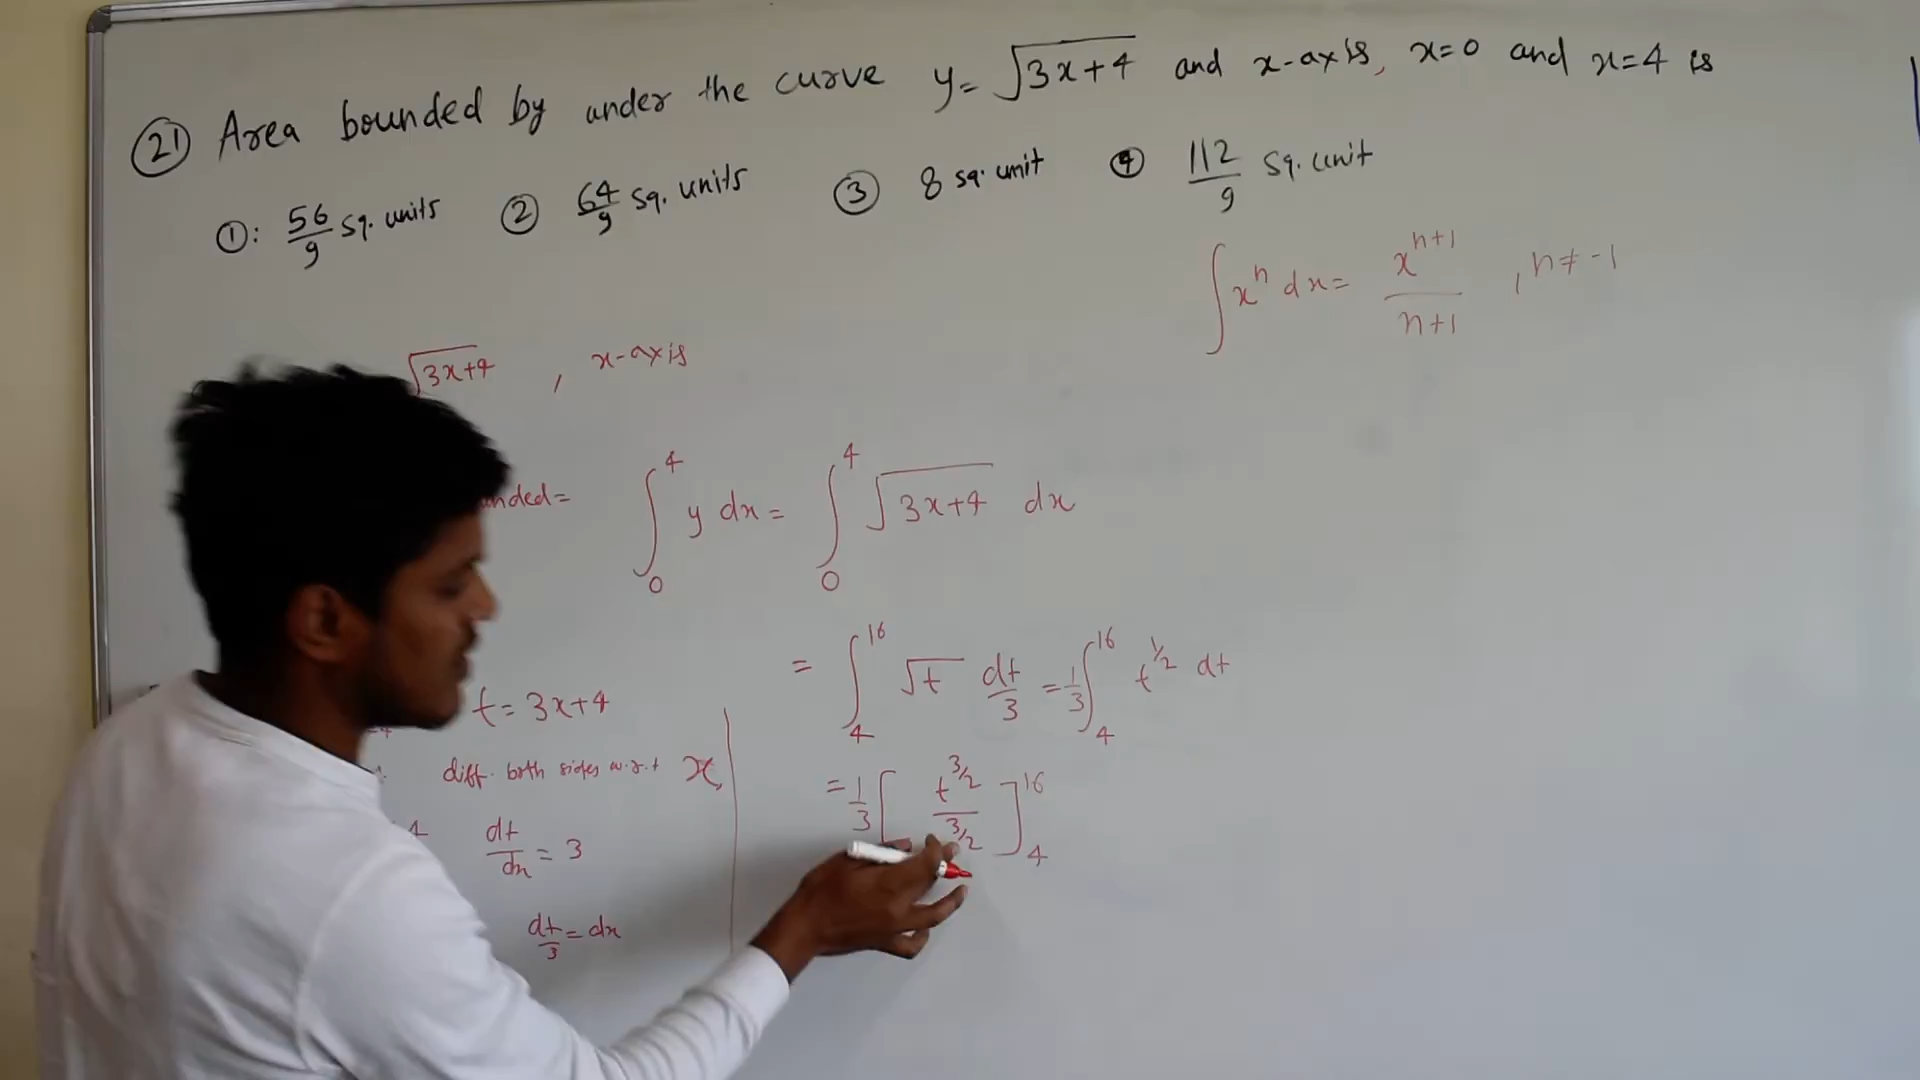 (21) Area bounded by under the curve y = √(3x+4) and x-axis, x=0 and x=4 is
①: 56/9 sq. units ② 64/9 sq. units ③ 8 sq. unit ④ 112/9 sq. unit
∫x^n dx = x^(n+1)/(n+1) , n ≠ -1
√(3x+4) , x-axis
nded = ∫₀⁴ y dx = ∫₀⁴ √(3x+4) dx
= ∫₄¹⁶ √t dt/3 = 1/3 ∫₄¹⁶ t^(1/2) dt
= 1/3 [t^(3/2)/(3/2)]₄¹⁶
t = 3x+4
diff. both sides w.r.t x,
dt/dx = 3
dt/3 = dx